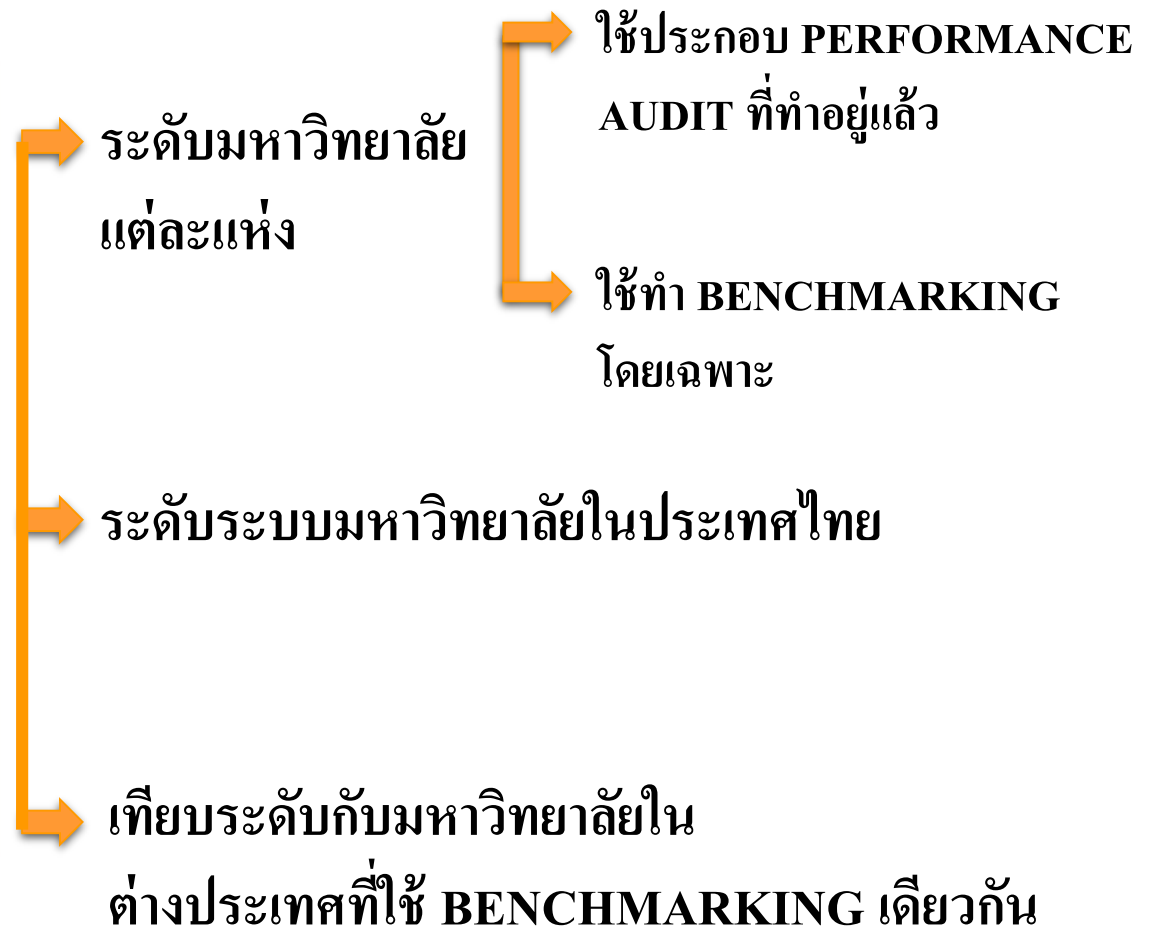 ระดับมหาวิทยาลัย
แต่ละแห่ง
ใช้ประกอบ PERFORMANCE
AUDIT ที่ทำอยู่แล้ว
ใช้ทำ BENCHMARKING
โดยเฉพาะ
ระดับระบบมหาวิทยาลัยในประเทศไทย
เทียบระดับกับมหาวิทยาลัยใน
ต่างประเทศที่ใช้ BENCHMARKING เดียวกัน